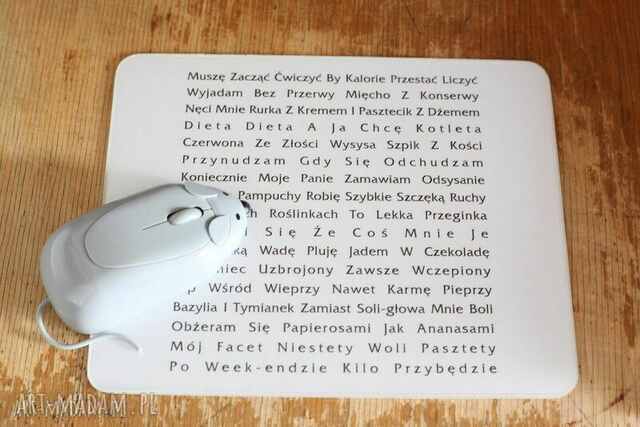 Muszę Zacząć Ćwiczyć By Kalorie Przestać Liczyć
Wyjadam Bez Przerwy Mięcho Z Konserwy
Nęci Mnie Rurka Z Kremem I Pasztecik Z Dżemem
Dieta Dieta A Ja Chcę Kotleta
Czerwona Ze Złości Wysysa Szpik Z Kości
Przynudzam Gdy Się Odchudzam
Koniecznie Moje Panie Zamawiam Odsysanie
Pampuchy Robię Szybkie Szczęką Ruchy
Roślinkach To Lekka Przeginka
Się Że Coś Mnie Je
Wadę Pluję Jadem W Czekoladę
Uzbrojony Zawsze Wczepiony
Wśród Wieprzy Nawet Karmę Pieprzy
Bazylia I Tymianek Zamiast Soli-głowa Mnie Boli
Obżeram Się Papierosami Jak Ananasami
Mój Facet Niestety Woli Pasztety
Po Week-endzie Kilo Przybędzie
ARTMADAM.PL